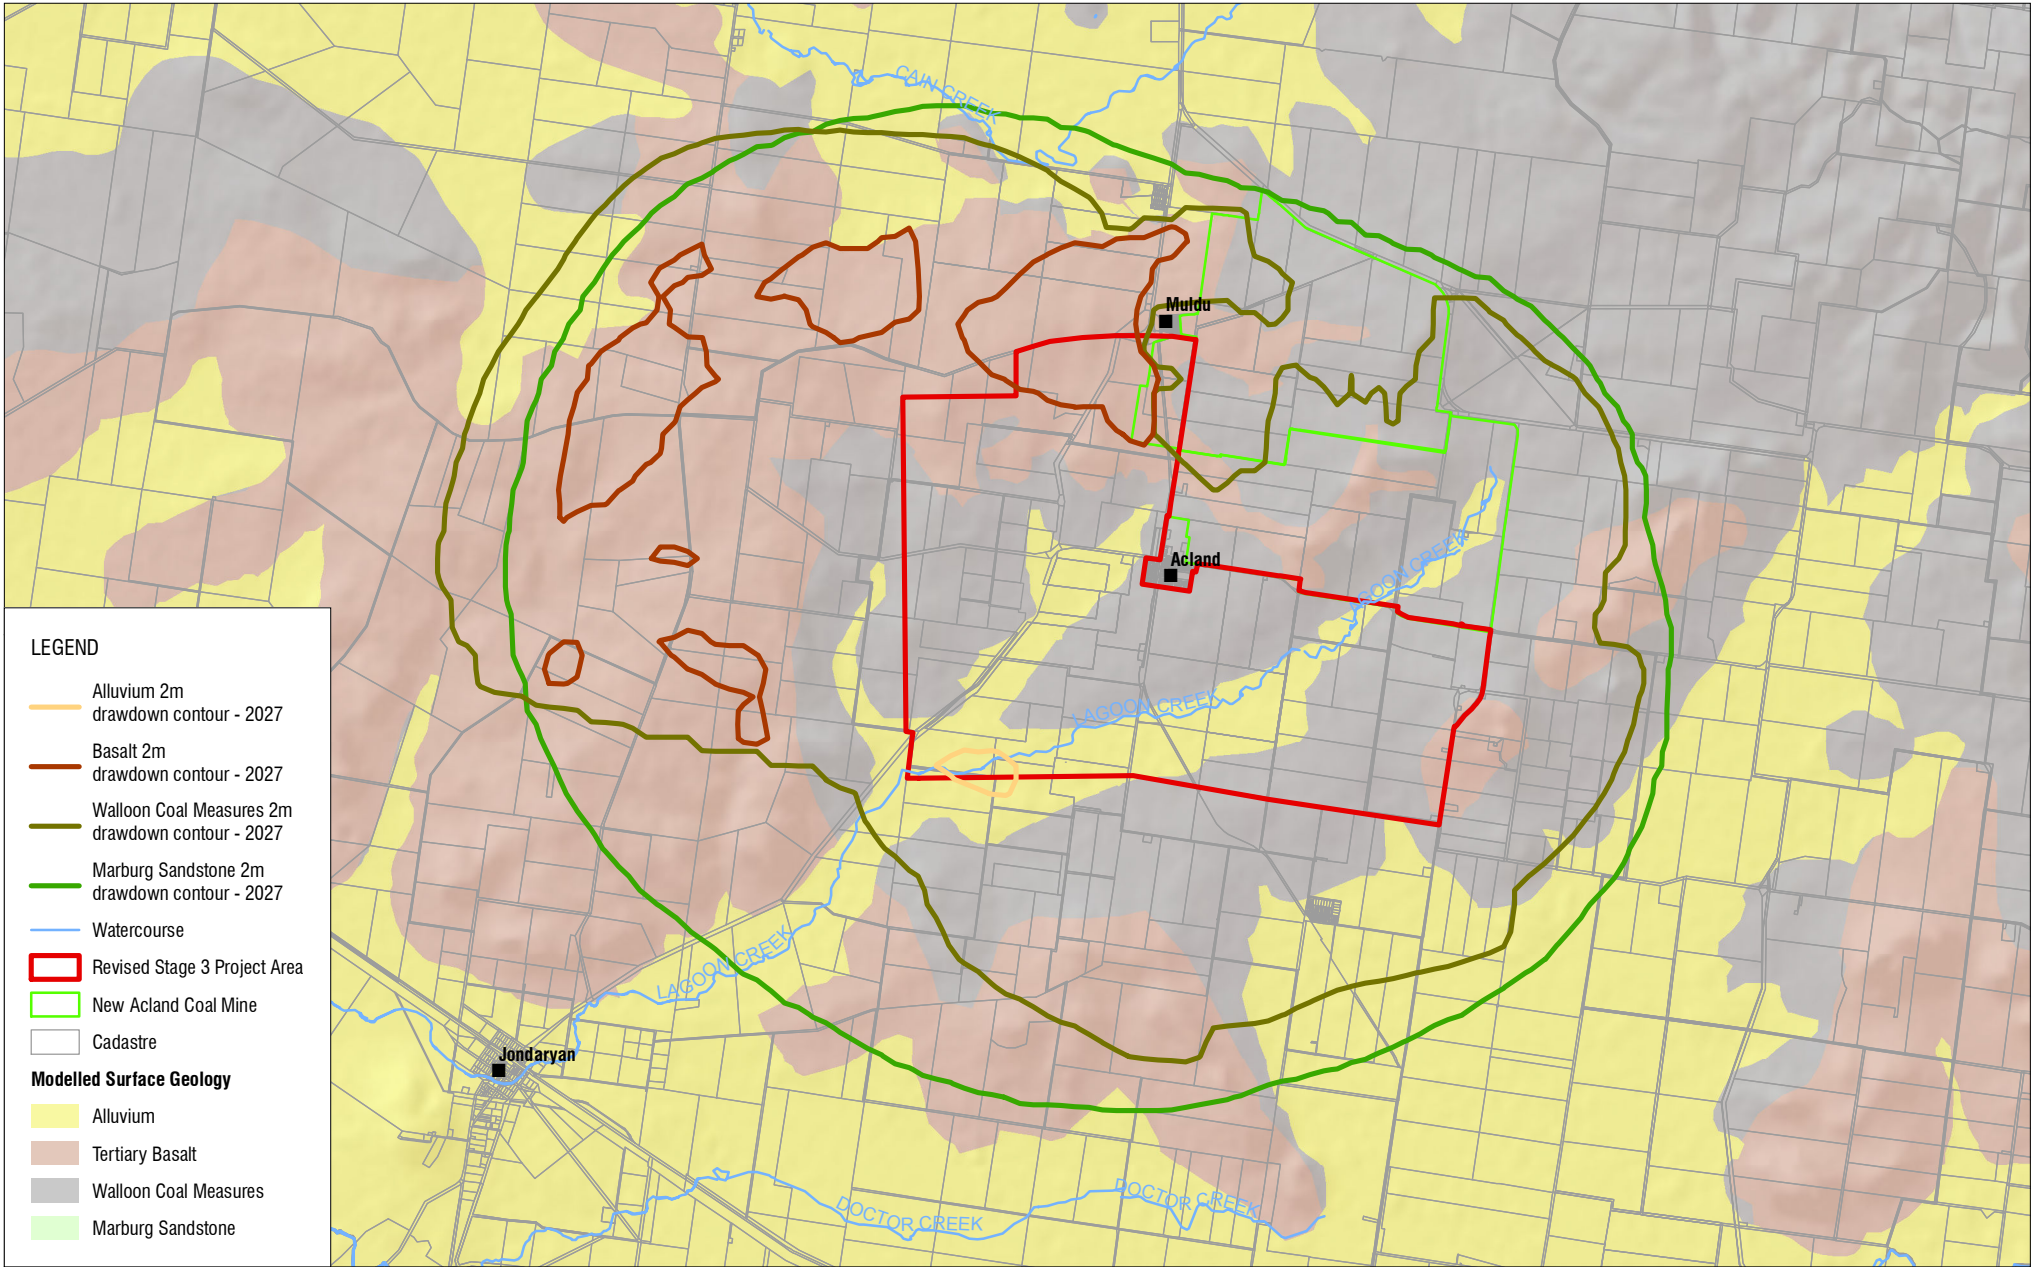 CAIN CREEK
Muldu
Acland
LAGOON CREEK
LAGOON CREEK
LAGOON CREEK
Jondaryan
DOCTOR CREEK
DOCTOR CREEK
LEGEND
Alluvium 2m
drawdown contour - 2027
Basalt 2m
drawdown contour - 2027
Walloon Coal Measures 2m
drawdown contour - 2027
Marburg Sandstone 2m
drawdown contour - 2027
Watercourse
Revised Stage 3 Project Area
New Acland Coal Mine
Cadastre
Modelled Surface Geology
Alluvium
Tertiary Basalt
Walloon Coal Measures
Marburg Sandstone